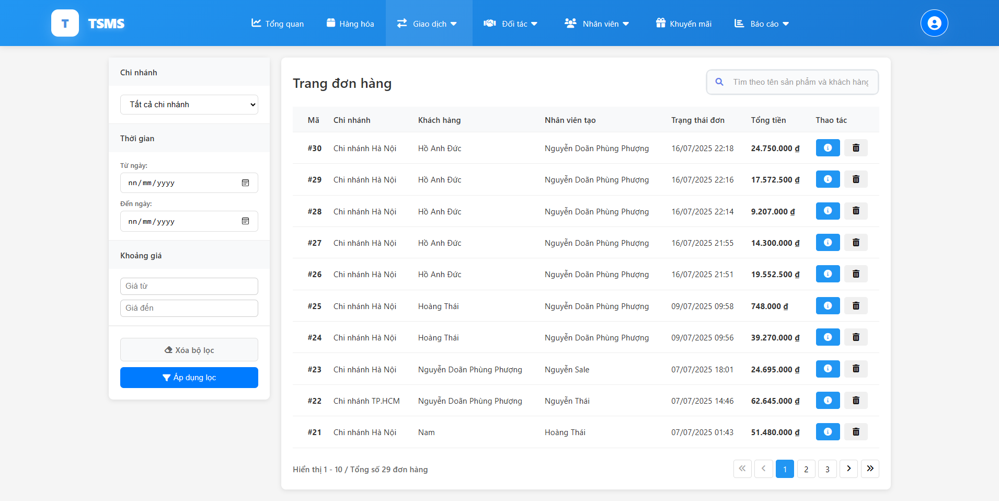 T TSMS Tổng quan Hàng hóa Giao dịch Đối tác Nhân viên Khuyến mãi Báo cáo
Chi nhánh
Tất cả chi nhánh
Thời gian
Từ ngày:
nn/mm/yyyy
Đến ngày:
nn/mm/yyyy
Khoảng giá
Giá từ
Giá đến
Xóa bộ lọc
Áp dụng lọc
Trang đơn hàng
Tìm theo tên sản phẩm và khách hàng
Mã Chi nhánh Khách hàng Nhân viên tạo Trạng thái đơn Tổng tiền Thao tác
#30 Chi nhánh Hà Nội Hồ Anh Đức Nguyễn Doãn Phùng Phượng 16/07/2025 22:18 24.750.000 ₫
#29 Chi nhánh Hà Nội Hồ Anh Đức Nguyễn Doãn Phùng Phượng 16/07/2025 22:16 17.572.500 ₫
#28 Chi nhánh Hà Nội Hồ Anh Đức Nguyễn Doãn Phùng Phượng 16/07/2025 22:14 9.207.000 ₫
#27 Chi nhánh Hà Nội Hồ Anh Đức Nguyễn Doãn Phùng Phượng 16/07/2025 21:55 14.300.000 ₫
#26 Chi nhánh Hà Nội Hồ Anh Đức Nguyễn Doãn Phùng Phượng 16/07/2025 21:51 19.552.500 ₫
#25 Chi nhánh Hà Nội Hoàng Thái Nguyễn Doãn Phùng Phượng 09/07/2025 09:58 748.000 ₫
#24 Chi nhánh Hà Nội Hoàng Thái Nguyễn Doãn Phùng Phượng 09/07/2025 09:56 39.270.000 ₫
#23 Chi nhánh Hà Nội Nguyễn Doãn Phùng Phượng Nguyễn Sale 07/07/2025 18:01 24.695.000 ₫
#22 Chi nhánh TP.HCM Nguyễn Doãn Phùng Phượng Nguyễn Thái 07/07/2025 14:46 62.645.000 ₫
#21 Chi nhánh Hà Nội Nam Hoàng Thái 07/07/2025 01:43 51.480.000 ₫
Hiển thị 1 - 10 / Tổng số 29 đơn hàng
1 2 3